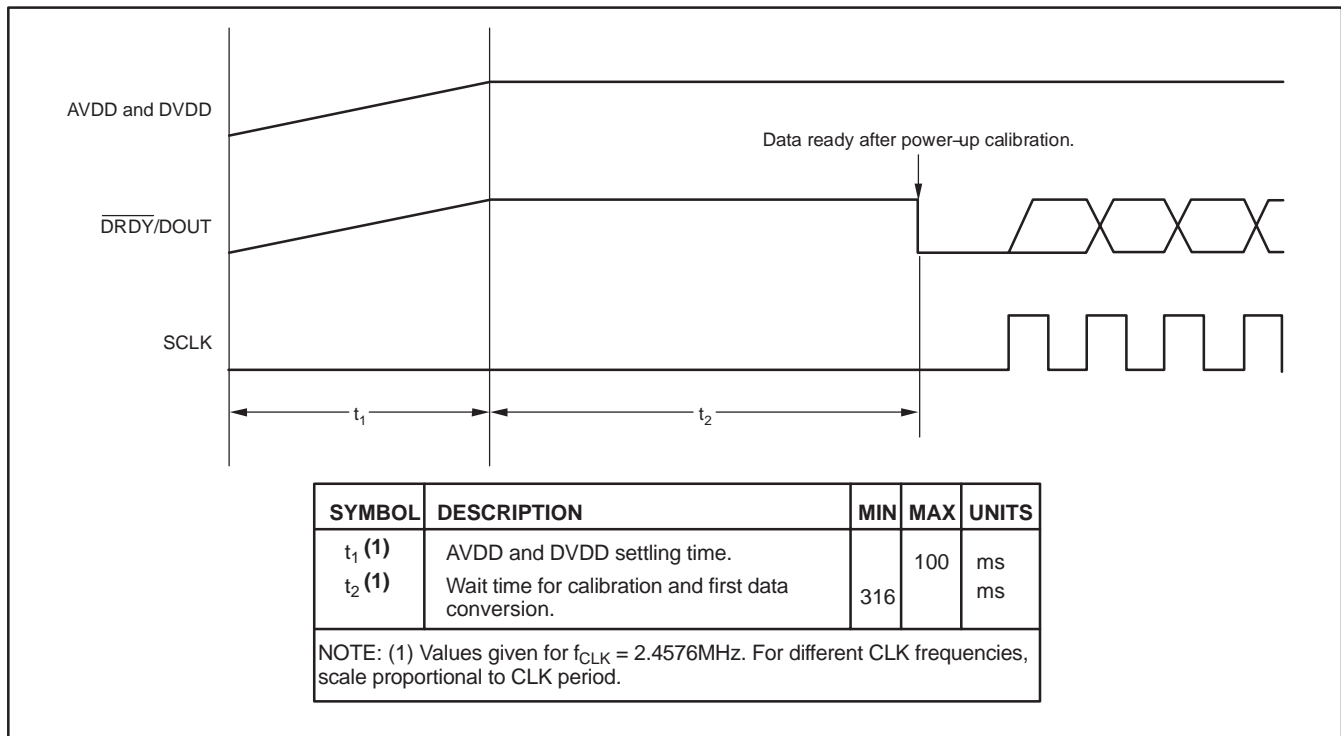 AVDD and DVDD
Data ready after power-up calibration.
DRDY/DOUT
SCLK
t1
t2
SYMBOL DESCRIPTION MIN MAX UNITS
t1 (1) AVDD and DVDD settling time. 100 ms
t2 (1) Wait time for calibration and first data conversion. 316 ms
NOTE: (1) Values given for fCLK = 2.4576MHz. For different CLK frequencies,
scale proportional to CLK period.